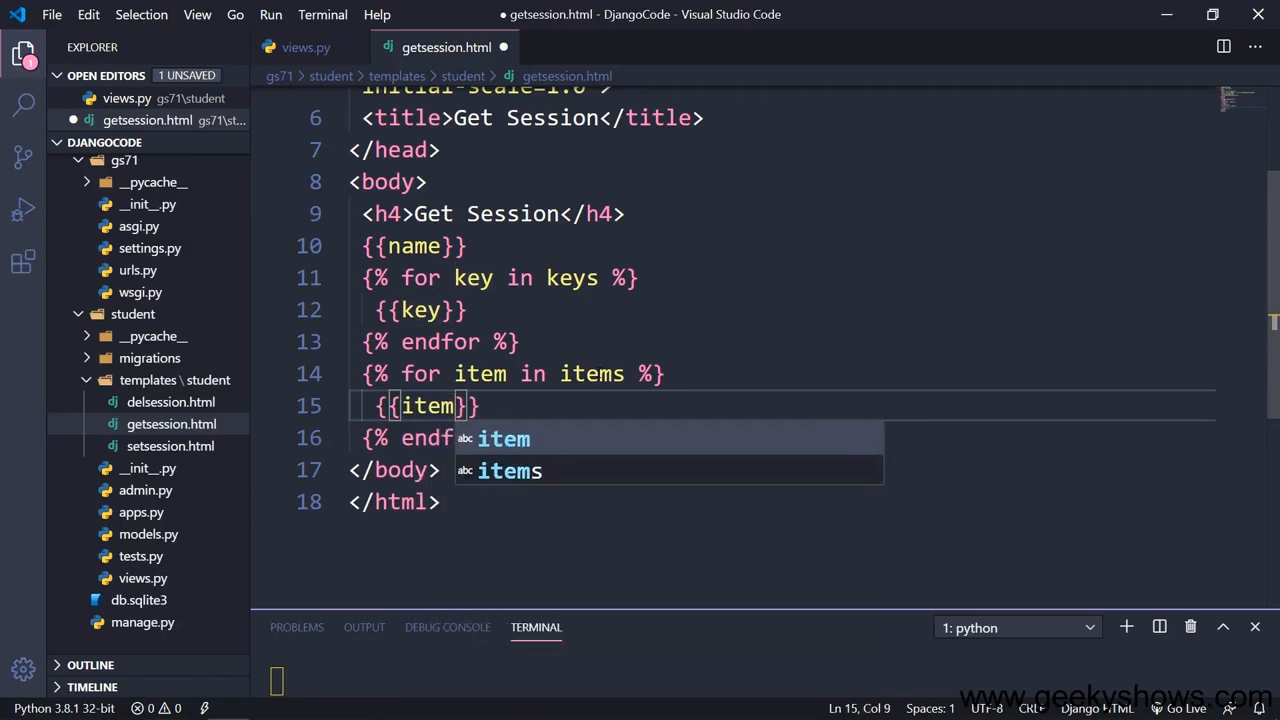 File Edit Selection View Go Run Terminal Help
● getsession.html - DjangoCode - Visual Studio Code
EXPLORER
OPEN EDITORS 1 UNSAVED
views.py gs71\student
● getsession.html gs71\st...
DJANGOCODE
gs71
__pycache__
__init__.py
asgi.py
settings.py
urls.py
wsgi.py
student
__pycache__
migrations
templates \ student
delsession.html
getsession.html
setsession.html
__init__.py
admin.py
apps.py
models.py
tests.py
views.py
db.sqlite3
manage.py
OUTLINE
TIMELINE
views.py
getsession.html ●
gs71 > student > templates > student > getsession.html
initial-scale=1.0">
6 <title>Get Session</title>
7 </head>
8 <body>
9 <h4>Get Session</h4>
10 {{name}}
11 {% for key in keys %}
12 {{key}}
13 {% endfor %}
14 {% for item in items %}
15 {{item}}
16 {% endf
17 </body>
18 </html>
abc item
abc items
PROBLEMS OUTPUT DEBUG CONSOLE TERMINAL
1: python
Python 3.8.1 32-bit 0 0
Ln 15, Col 9 Spaces: 1 UTF-8 CRLF Django HTML Go Live
www.geekyshows.com
1